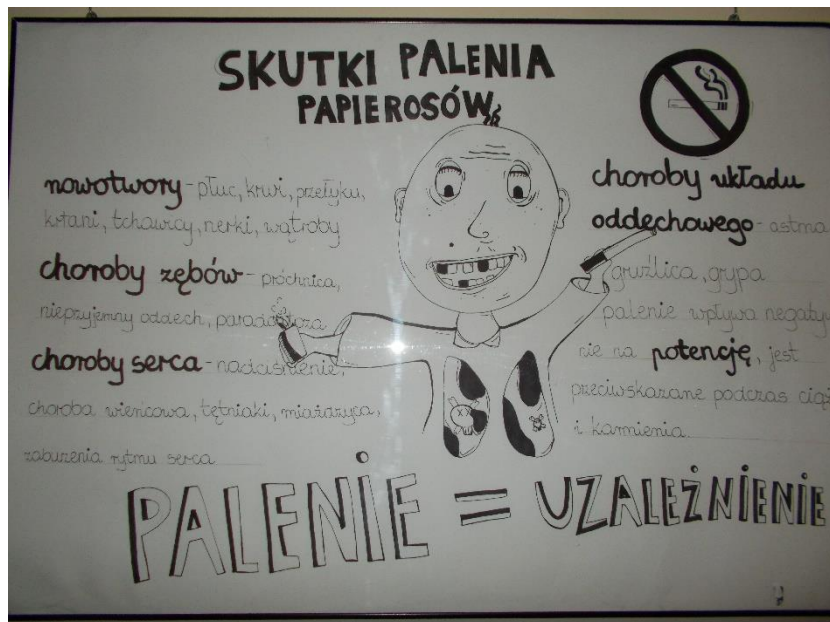 SKUTKI PALENIA
PAPIEROSÓW
nowotwory - płuc, krwi, przełyku,
krtani, tchawicy, nerki, wątroby
choroby zębów - próchnica,
nieprzyjemny oddech, paradontoza
choroby serca - nadciśnienie,
choroba wieńcowa, tętniaki, miażdżyca,
zaburzenia rytmu serca
choroby układu
oddechowego - astma
gruźlica, grypa
palenie wpływa negatyw
nie na potencję, jest
przeciwskazane podczas ciąż
i karmienia.
PALENIE = UZALEŻNIENIE